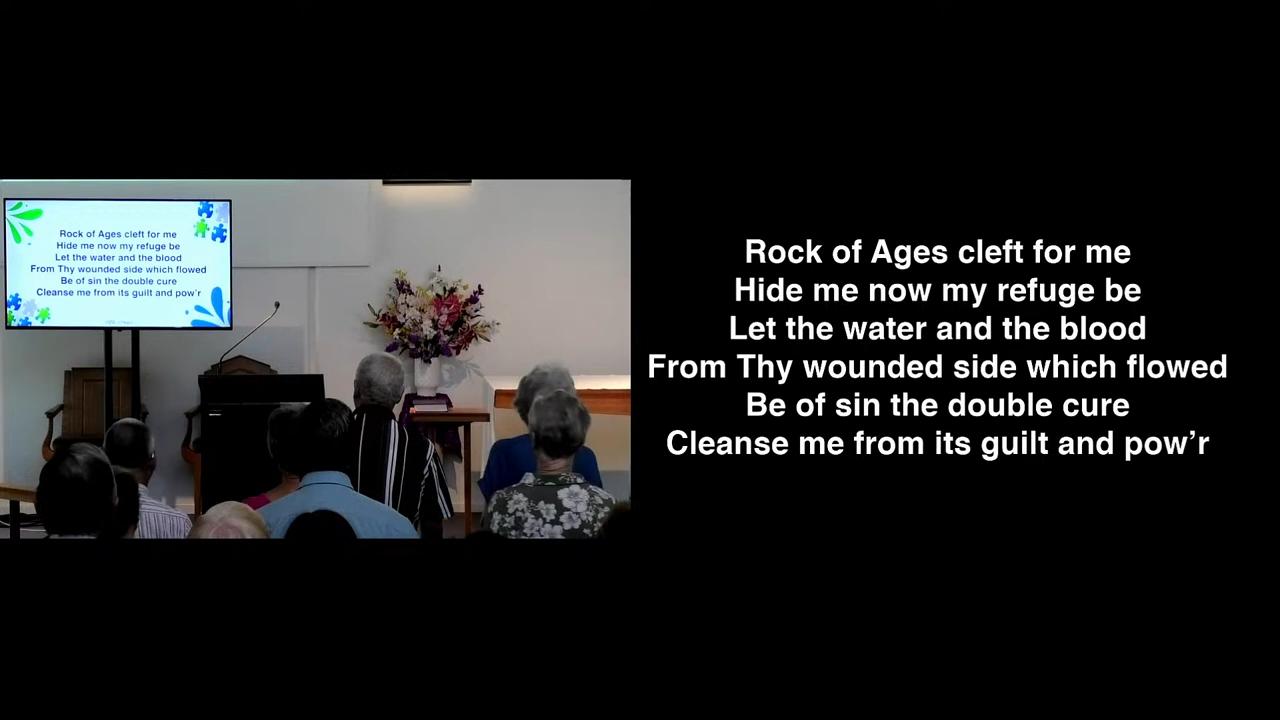 Rock of Ages cleft for me
Hide me now my refuge be
Let the water and the blood
From Thy wounded side which flowed
Be of sin the double cure
Cleanse me from its guilt and pow'r
Rock of Ages cleft for me
Hide me now my refuge be
Let the water and the blood
From Thy wounded side which flowed
Be of sin the double cure
Cleanse me from its guilt and pow’r